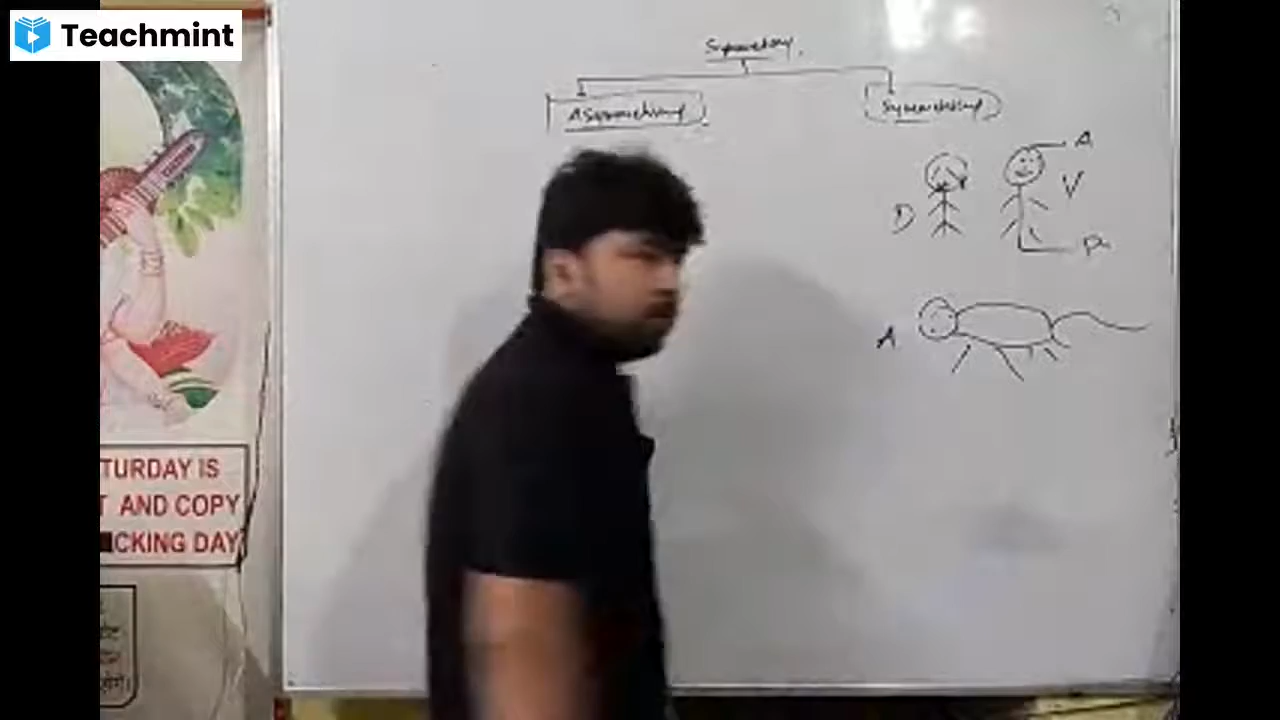 Teachmint
Symmetry
Asymmetry
Symmetry
A
D
V
P
A
TURDAY IS
T AND COPY
CKING DAY